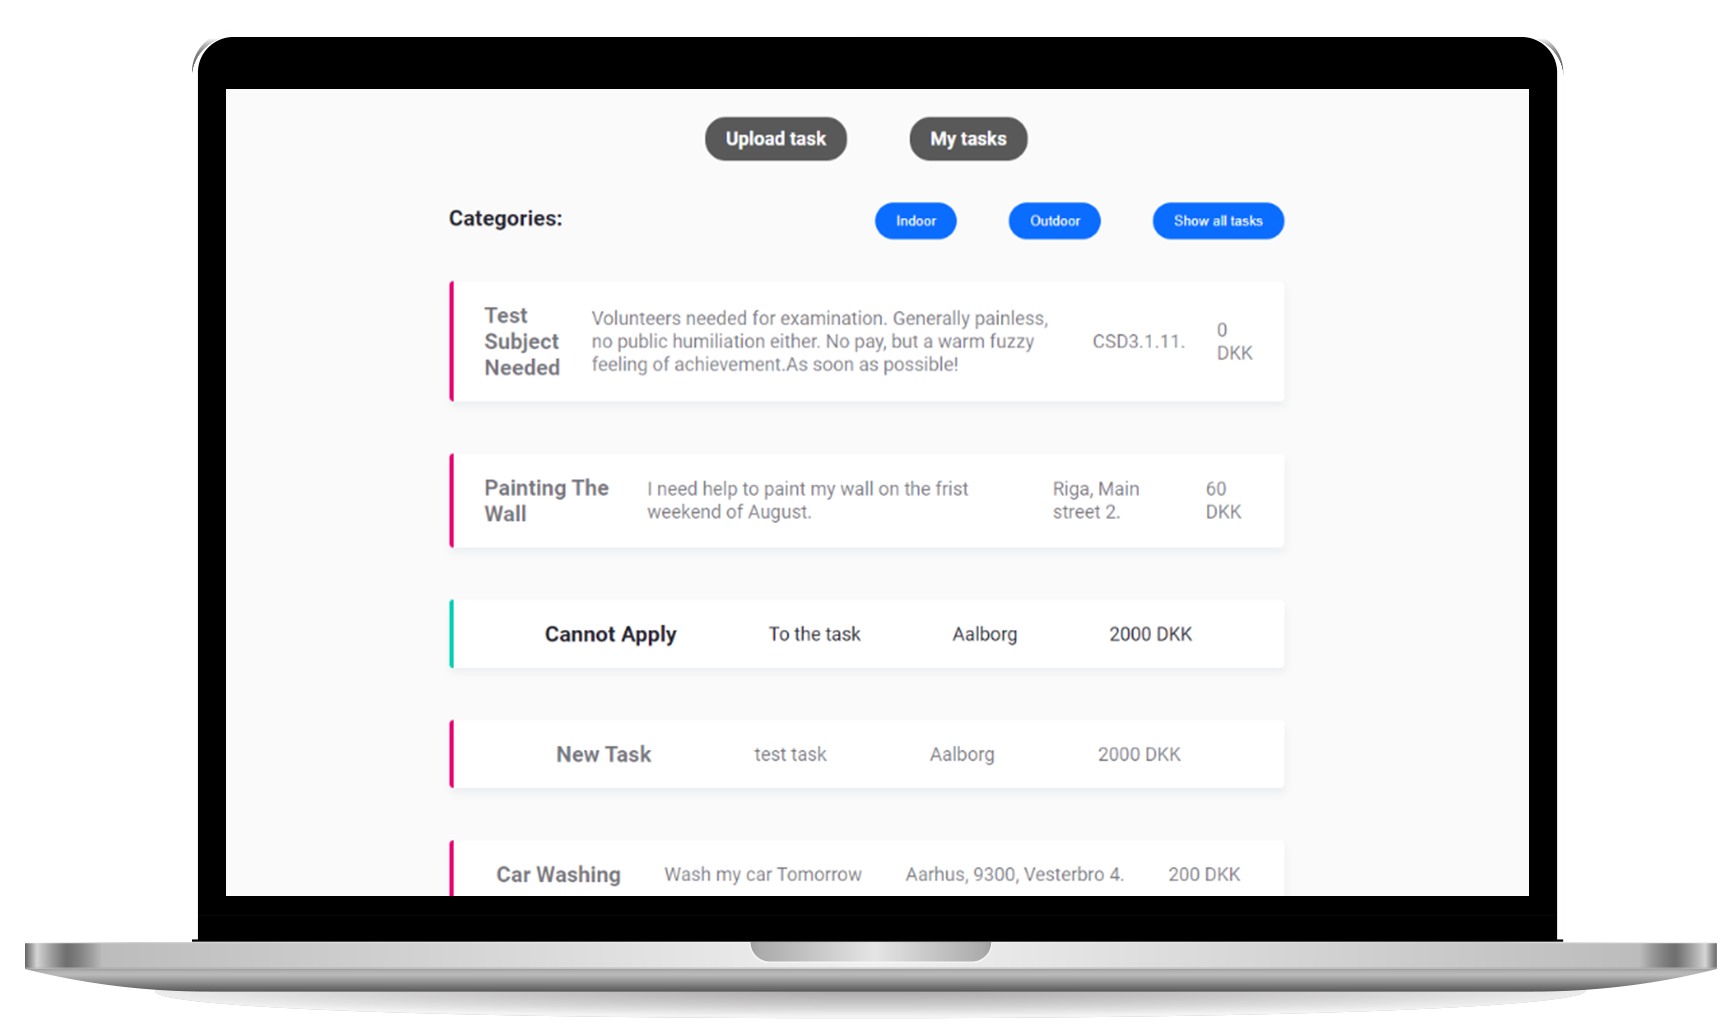 Upload task
My tasks
Categories:
Indoor
Outdoor
Show all tasks
Test
Subject
Needed
Volunteers needed for examination. Generally painless,
no public humiliation either. No pay, but a warm fuzzy
feeling of achievement.As soon as possible!
CSD3.1.11.
0
DKK
Painting The
Wall
I need help to paint my wall on the frist
weekend of August.
Riga, Main
street 2.
60
DKK
Cannot Apply
To the task
Aalborg
2000 DKK
New Task
test task
Aalborg
2000 DKK
Car Washing
Wash my car Tomorrow
Aarhus, 9300, Vesterbro 4.
200 DKK